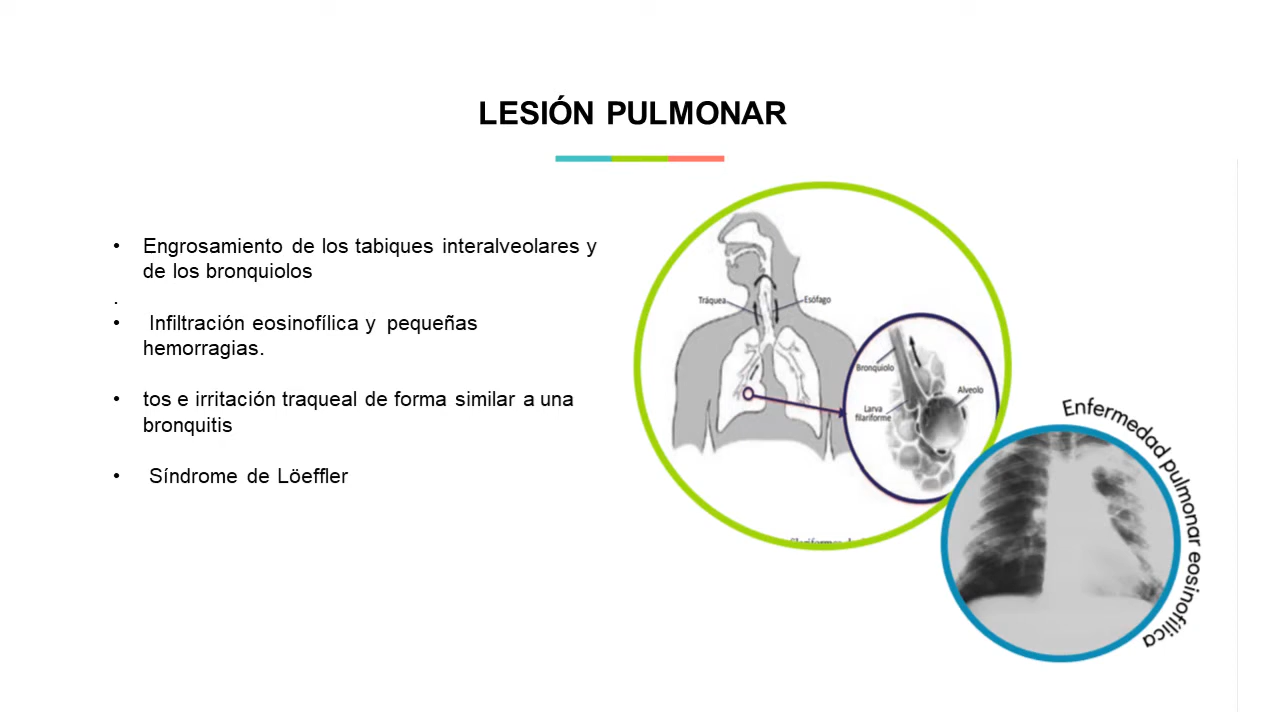 LESIÓN PULMONAR
• Engrosamiento de los tabiques interalveolares y
de los bronquiolos
.
• Infiltración eosinofílica y pequeñas
hemorragias.
• tos e irritación traqueal de forma similar a una
bronquitis
• Síndrome de Löeffler
Tráquea
Esófago
Bronquiolo
Alveolo
Larva
filariforme
Enfermedad pulmonar eosinofílica